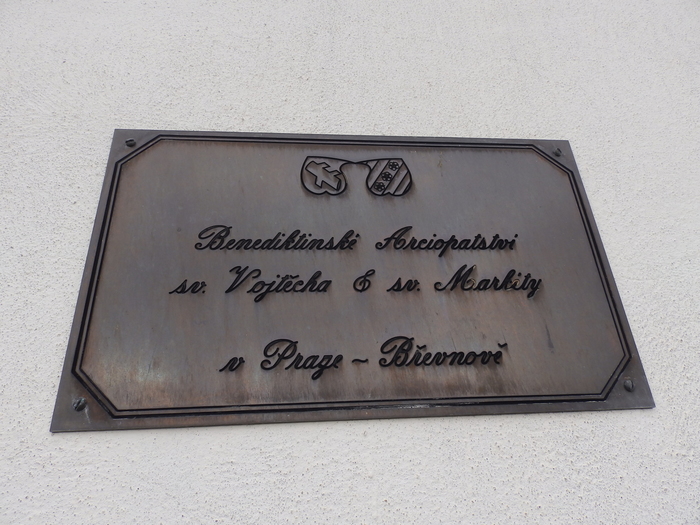 Benediktinské Arciopatství
sv. Vojtěcha & sv. Markéty
v Praze ~ Břevnově